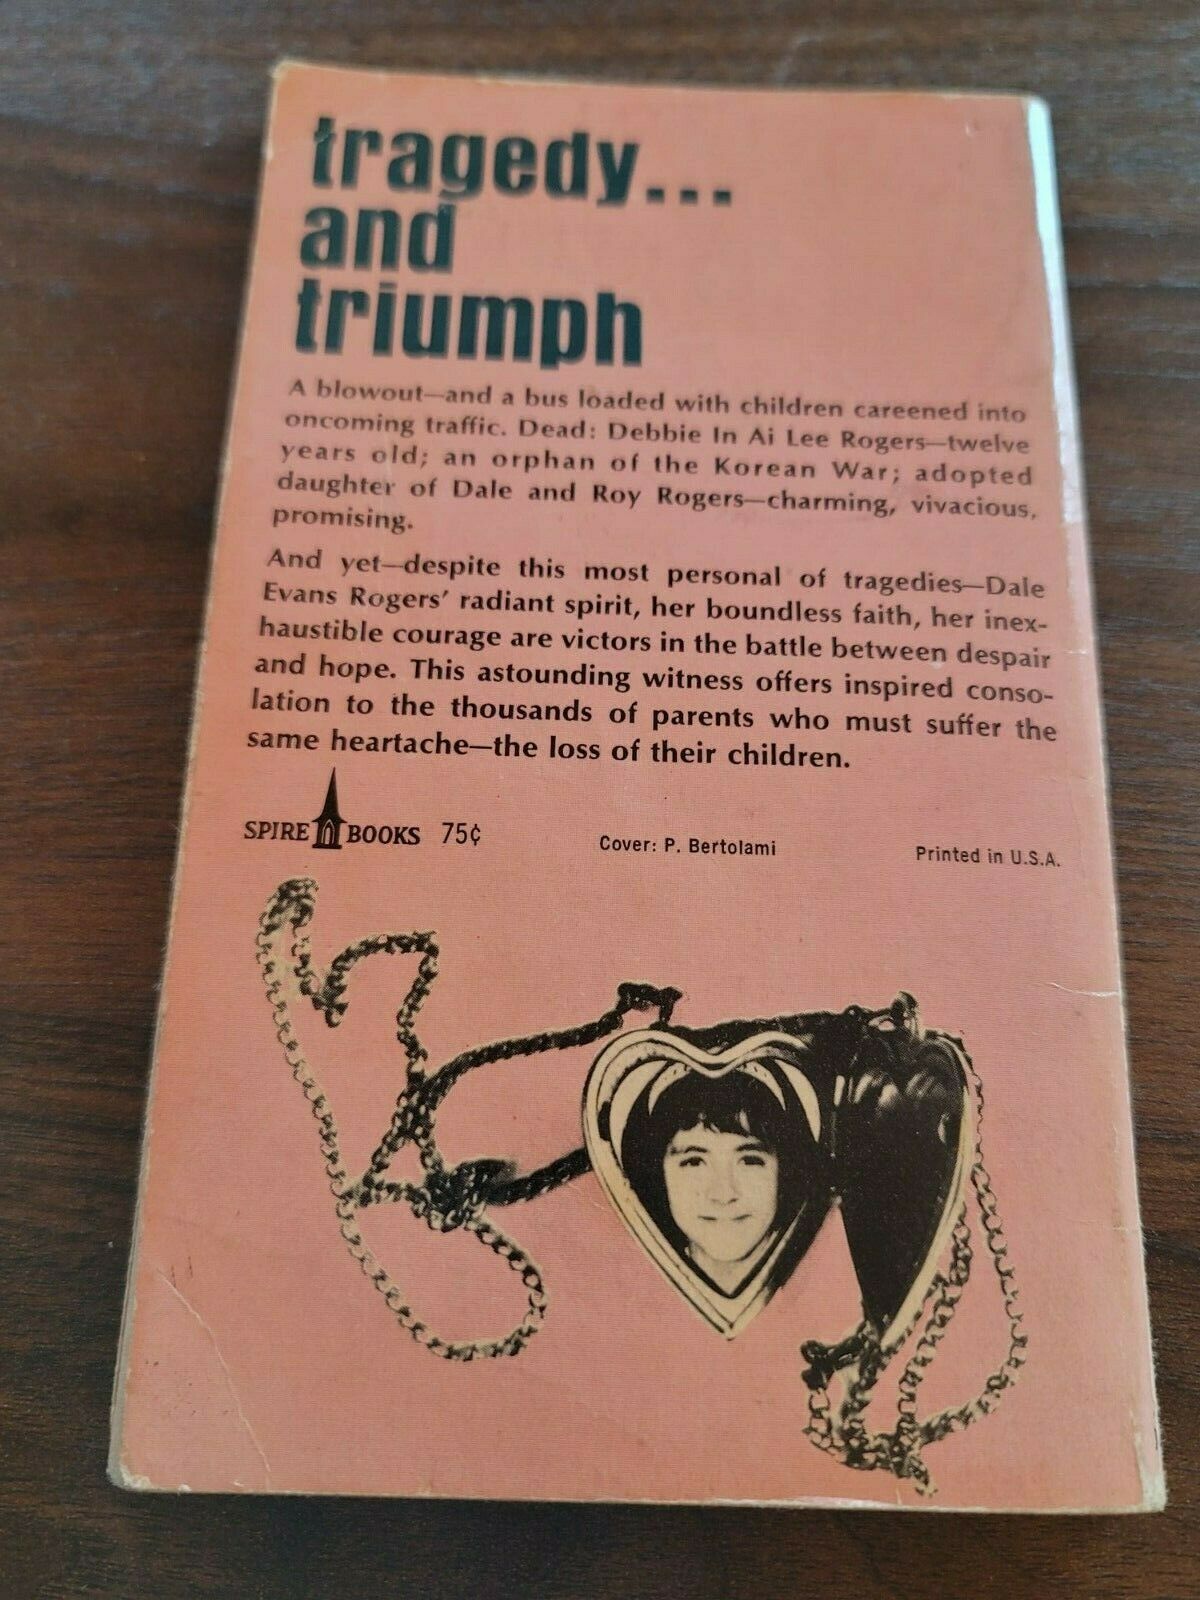 tragedy...
and
triumph
A blowout—and a bus loaded with children careened into
oncoming traffic. Dead: Debbie In Ai Lee Rogers—twelve
years old; an orphan of the Korean War; adopted
daughter of Dale and Roy Rogers—charming, vivacious,
promising.
And yet—despite this most personal of tragedies—Dale
Evans Rogers' radiant spirit, her boundless faith, her inex-
haustible courage are victors in the battle between despair
and hope. This astounding witness offers inspired conso-
lation to the thousands of parents who must suffer the
same heartache—the loss of their children.
SPIRE BOOKS 75¢ Cover: P. Bertolami Printed in U.S.A.